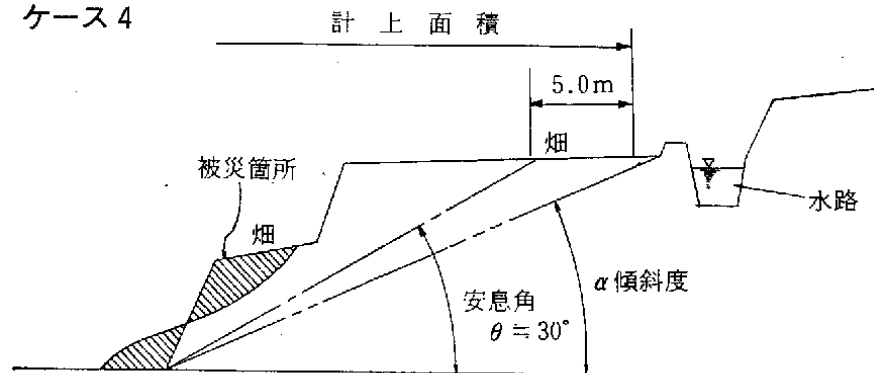 ケース4
計上面積
5.0m
畑
被災箇所
水路
畑
α傾斜度
安息角
θ≒30°